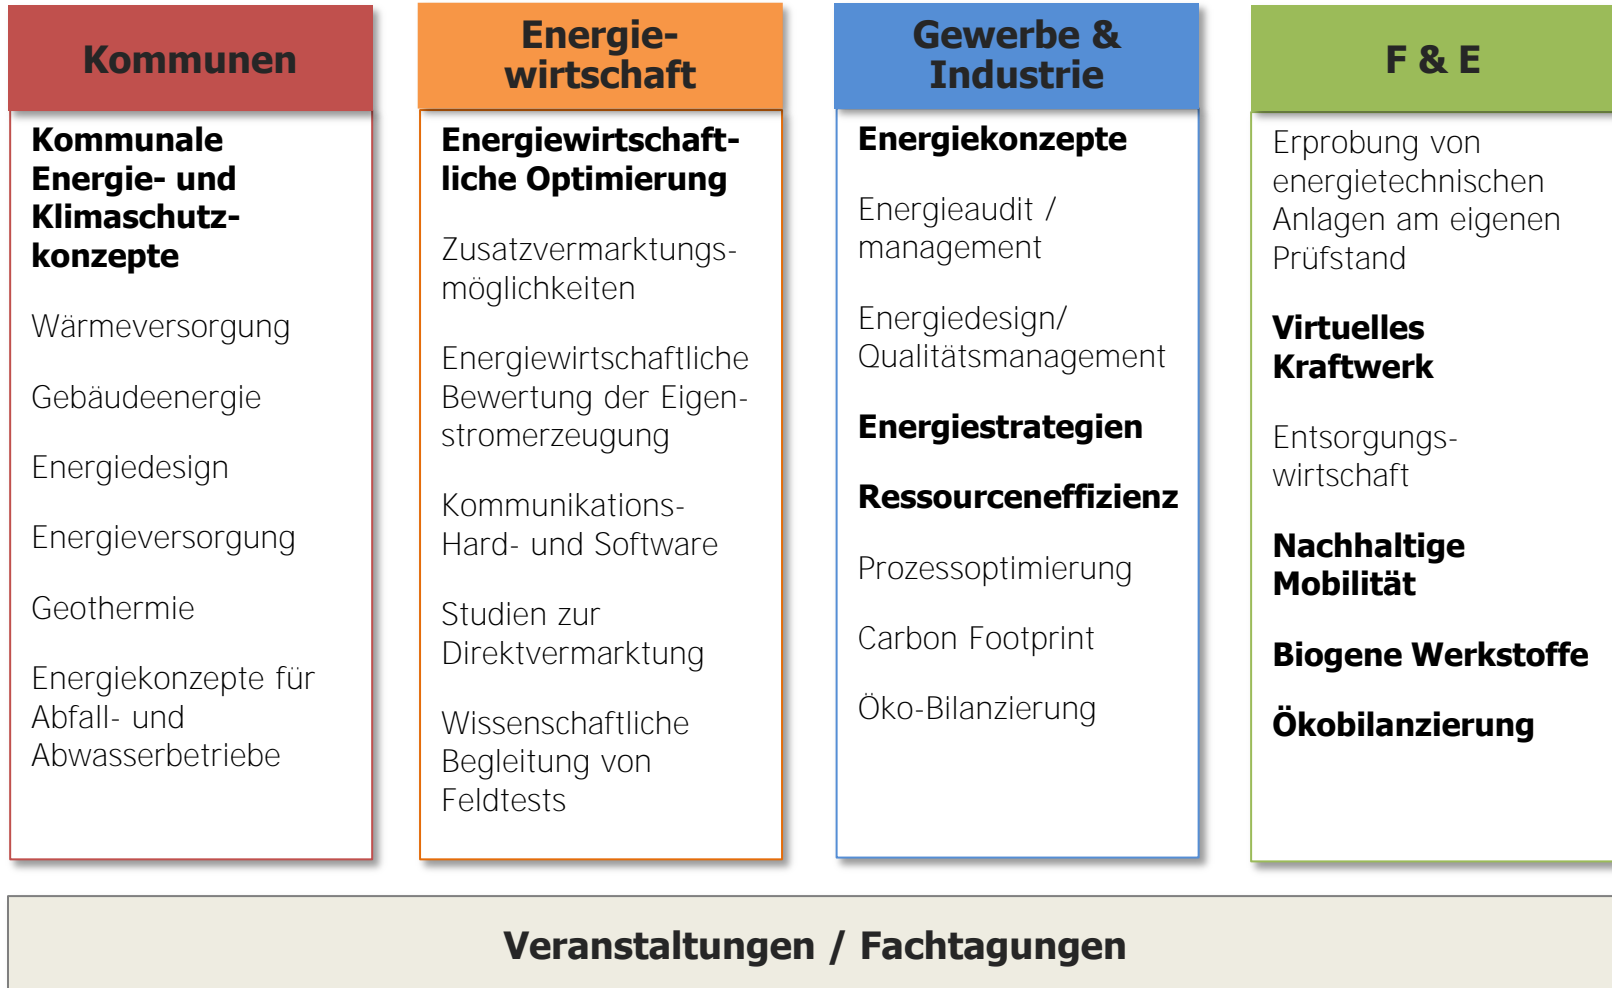 Kommunen
Kommunale
Energie- und
Klimaschutz-
konzepte
Wärmeversorgung
Gebäudeenergie
Energiedesign
Energieversorgung
Geothermie
Energiekonzepte für
Abfall- und
Abwasserbetriebe
Energie-
wirtschaft
Energiewirtschaft-
liche Optimierung
Zusatzvermarktungs-
möglichkeiten
Energiewirtschaftliche
Bewertung der Eigen-
stromerzeugung
Kommunikations-
Hard- und Software
Studien zur
Direktvermarktung
Wissenschaftliche
Begleitung von
Feldtests
Gewerbe &
Industrie
Energiekonzepte
Energieaudit /
management
Energiedesign/
Qualitätsmanagement
Energiestrategien
Ressourceneffizienz
Prozessoptimierung
Carbon Footprint
Öko-Bilanzierung
F & E
Erprobung von
energietechnischen
Anlagen am eigenen
Prüfstand
Virtuelles
Kraftwerk
Entsorgungs-
wirtschaft
Nachhaltige
Mobilität
Biogene Werkstoffe
Ökobilanzierung
Veranstaltungen / Fachtagungen